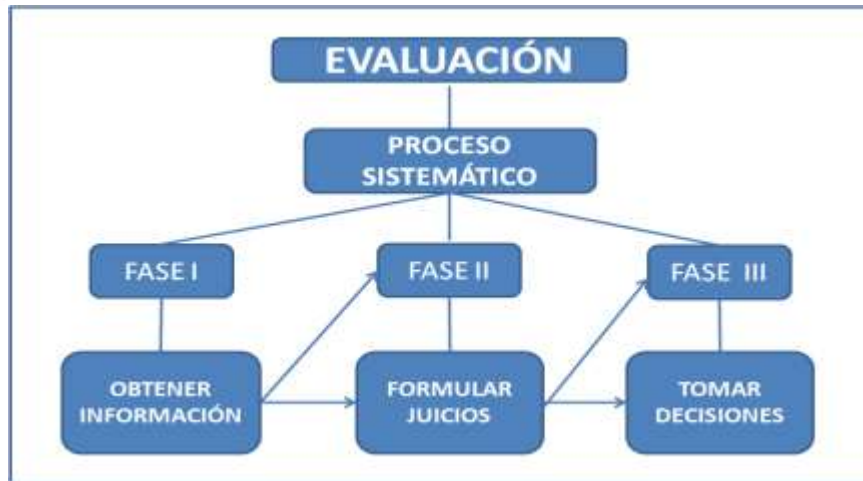 EVALUACIÓN
PROCESO
SISTEMÁTICO
FASE I
FASE II
FASE III
OBTENER
INFORMACIÓN
FORMULAR
JUICIOS
TOMAR
DECISIONES